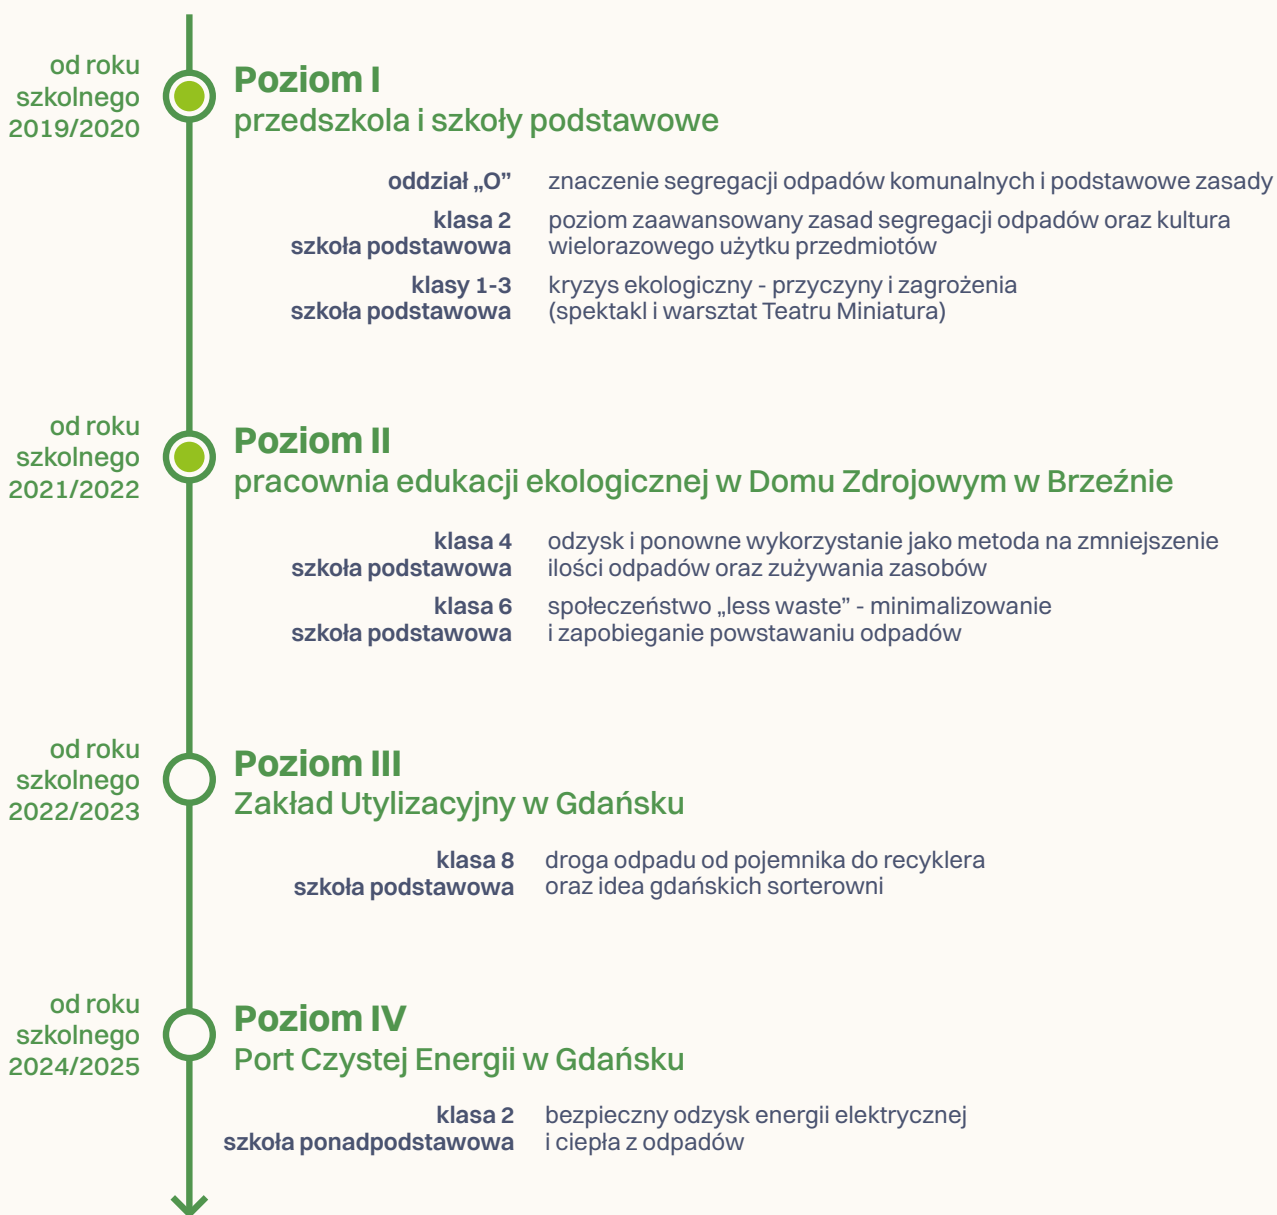 od roku
szkolnego
2019/2020
Poziom I
przedszkola i szkoły podstawowe
oddział „O” znaczenie segregacji odpadów komunalnych i podstawowe zasady
klasa 2 poziom zaawansowany zasad segregacji odpadów oraz kultura
szkoła podstawowa wielorazowego użytku przedmiotów
klasy 1-3 kryzys ekologiczny - przyczyny i zagrożenia
szkoła podstawowa (spektakl i warsztat Teatru Miniatura)
od roku
szkolnego
2021/2022
Poziom II
pracownia edukacji ekologicznej w Domu Zdrojowym w Brzeźnie
klasa 4 odzysk i ponowne wykorzystanie jako metoda na zmniejszenie
szkoła podstawowa ilości odpadów oraz zużywania zasobów
klasa 6 społeczeństwo „less waste” - minimalizowanie
szkoła podstawowa i zapobieganie powstawaniu odpadów
od roku
szkolnego
2022/2023
Poziom III
Zakład Utylizacyjny w Gdańsku
klasa 8 droga odpadu od pojemnika do recyklera
szkoła podstawowa oraz idea gdańskich sorterowni
od roku
szkolnego
2024/2025
Poziom IV
Port Czystej Energii w Gdańsku
klasa 2 bezpieczny odzysk energii elektrycznej
szkoła ponadpodstawowa i ciepła z odpadów